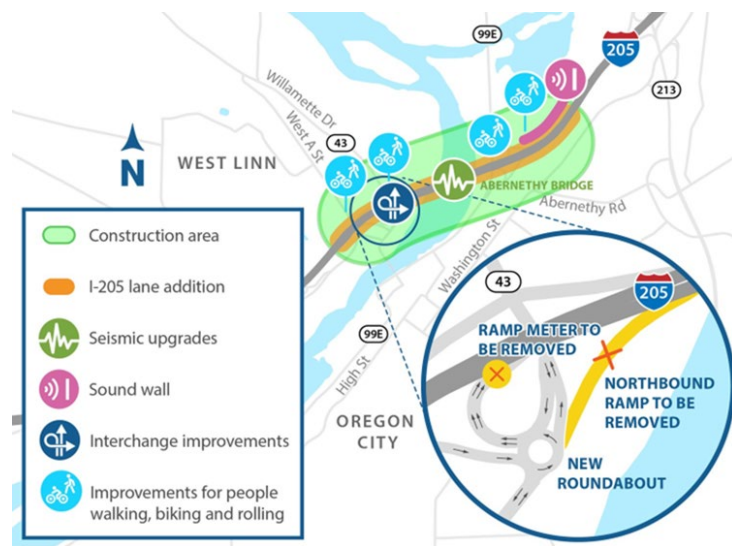 99E
205
213
Willamette Dr
West A St
43
WEST LINN
N
ABERNETHY BRIDGE
Abernethy Rd
Washington St
99E
High St
OREGON
CITY
Construction area
I-205 lane addition
Seismic upgrades
Sound wall
Interchange improvements
Improvements for people
walking, biking and rolling
43
205
RAMP METER TO
BE REMOVED
NORTHBOUND
RAMP TO BE
REMOVED
NEW
ROUNDABOUT